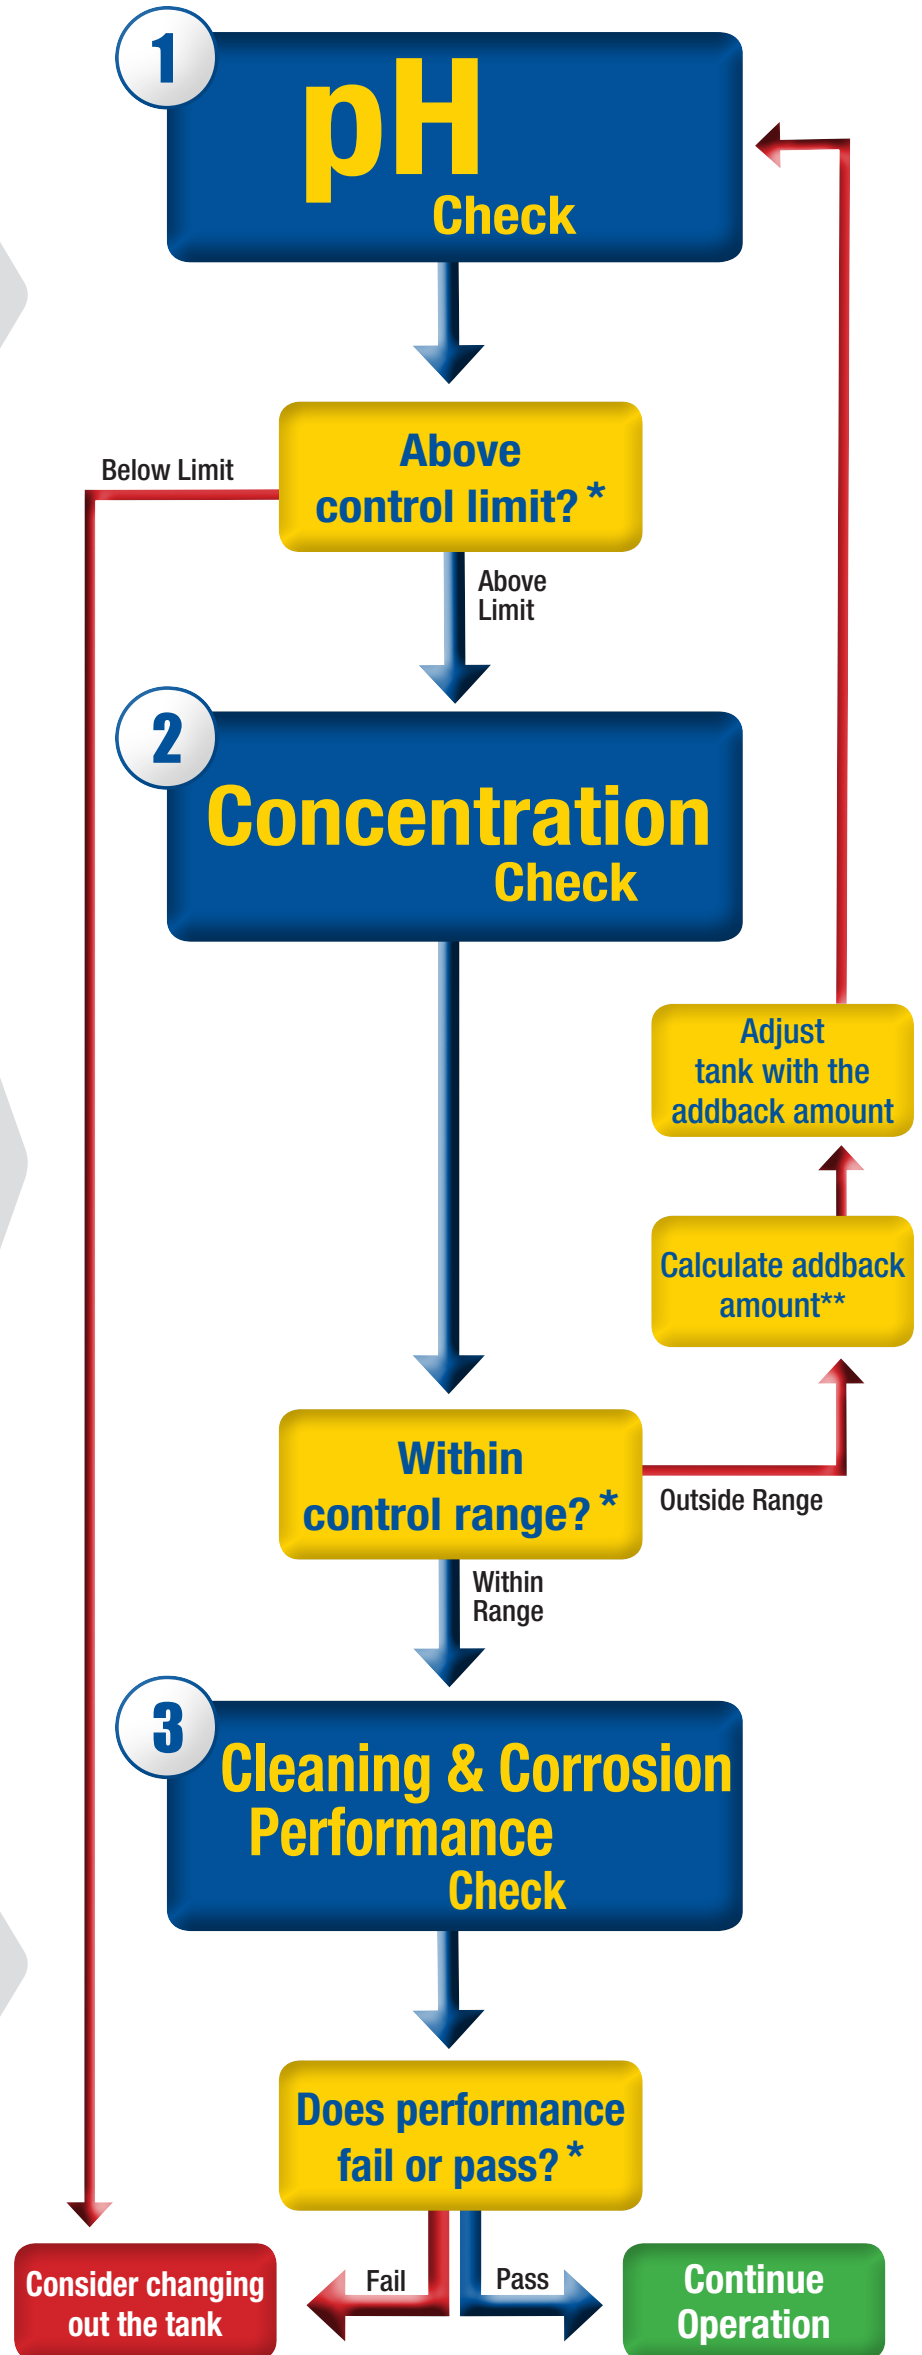 1
pH
Check
Above
control limit? *
Below Limit
Above
Limit
2
Concentration
Check
Adjust
tank with the
addback amount
Calculate addback
amount**
Within
control range? *
Outside Range
Within
Range
3
Cleaning & Corrosion
Performance
Check
Does performance
fail or pass? *
Fail
Pass
Consider changing
out the tank
Continue
Operation